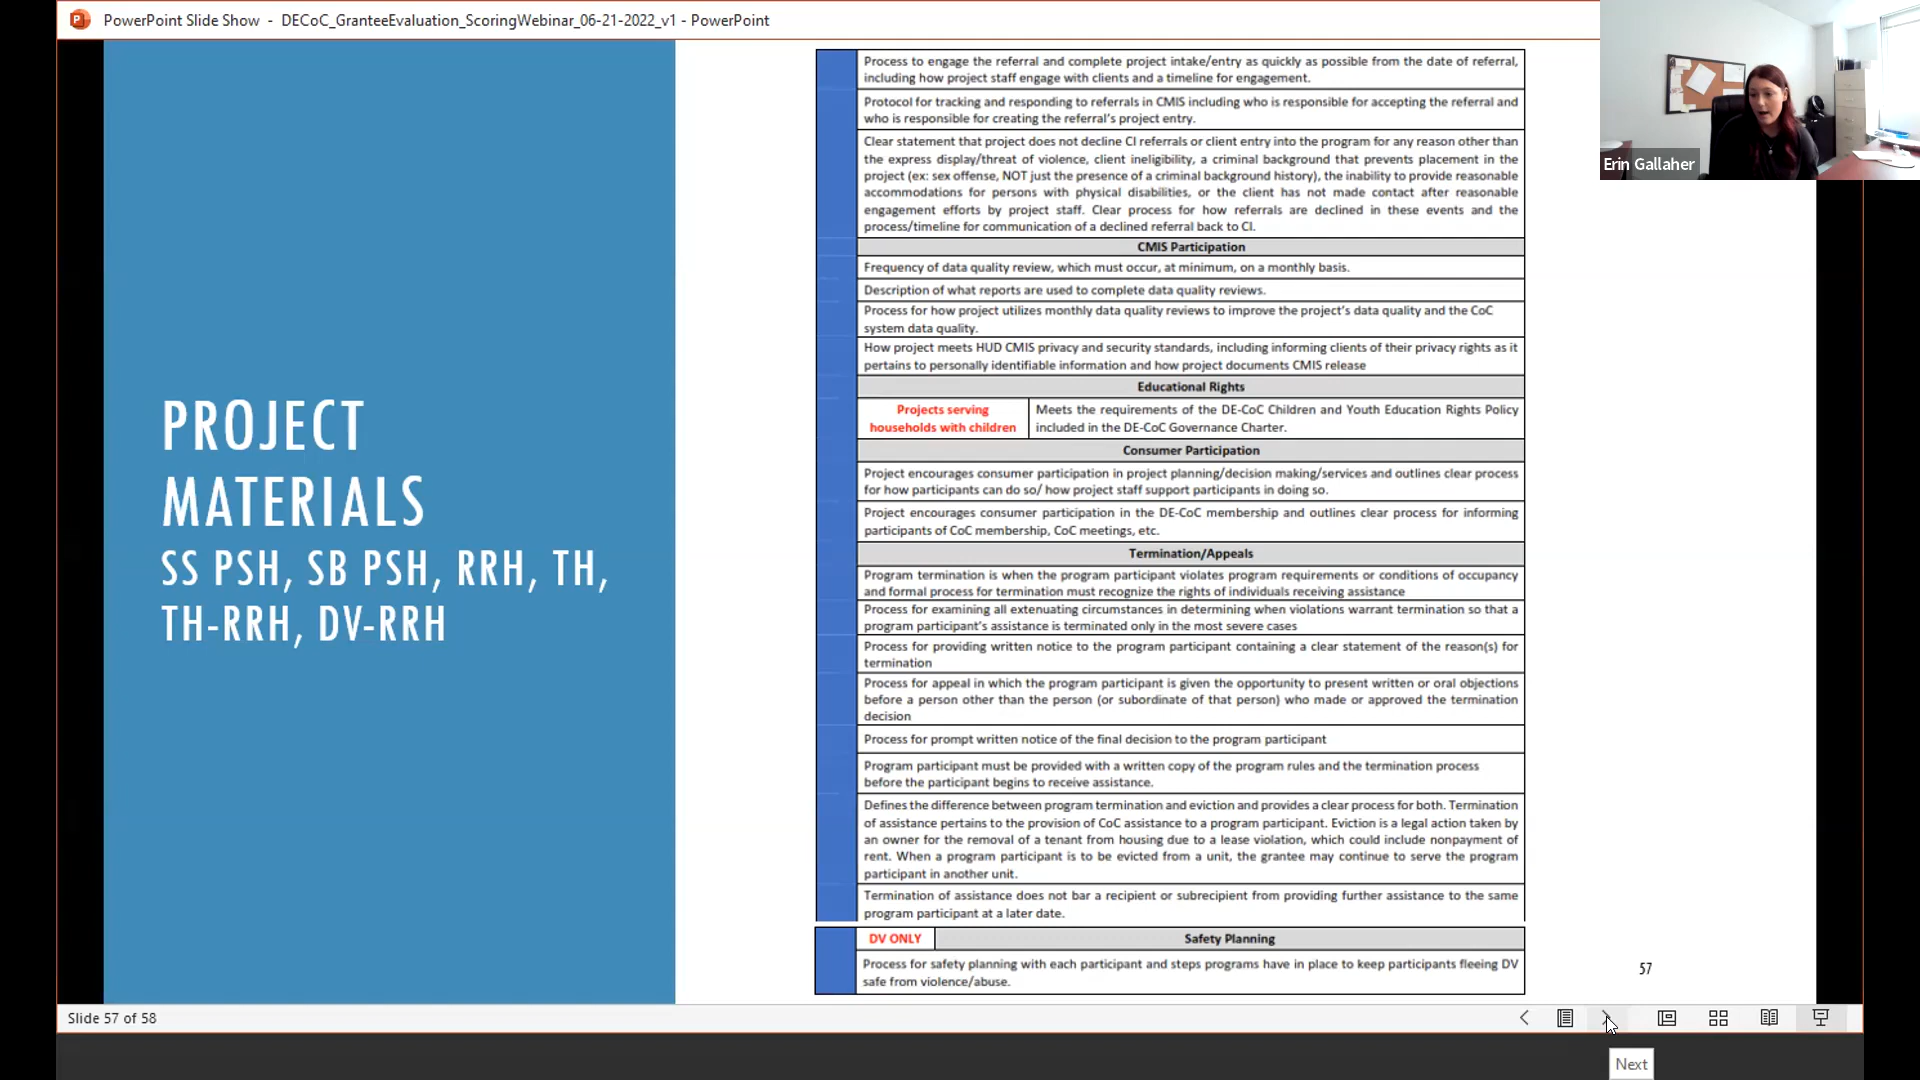 PowerPoint Slide Show - DECoC_GranteeEvaluation_ScoringWebinar_06-21-2022_v1 - PowerPoint
Erin Gallaher
PROJECT
MATERIALS
SS PSH, SB PSH, RRH, TH,
TH-RRH, DV-RRH
Process to engage the referral and complete project intake/entry as quickly as possible from the date of referral,
including how project staff engage with clients and a timeline for engagement.
Protocol for tracking and responding to referrals in CMIS including who is responsible for accepting the referral and
who is responsible for creating the referral's project entry.
Clear statement that project does not decline CI referrals or client entry into the program for any reason other than
the express display/threat of violence, client ineligibility, a criminal background that prevents placement in the
project (ex: sex offense, NOT just the presence of a criminal background history), the inability to provide reasonable
accommodations for persons with physical disabilities, or the client has not made contact after reasonable
engagement efforts by project staff. Clear process for how referrals are declined in these events and the
process/timeline for communication of a declined referral back to CI.
CMIS Participation
Frequency of data quality review, which must occur, at minimum, on a monthly basis.
Description of what reports are used to complete data quality reviews.
Process for how project utilizes monthly data quality reviews to improve the project's data quality and the CoC
system data quality.
How project meets HUD CMIS privacy and security standards, including informing clients of their privacy rights as it
pertains to personally identifiable information and how project documents CMIS release
Educational Rights
Projects serving
households with children
Meets the requirements of the DE-CoC Children and Youth Education Rights Policy
included in the DE-CoC Governance Charter.
Consumer Participation
Project encourages consumer participation in project planning/decision making/services and outlines clear process
for how participants can do so/ how project staff support participants in doing so.
Project encourages consumer participation in the DE-CoC membership and outlines clear process for informing
participants of CoC membership, CoC meetings, etc.
Termination/Appeals
Program termination is when the program participant violates program requirements or conditions of occupancy
and formal process for termination must recognize the rights of individuals receiving assistance
Process for examining all extenuating circumstances in determining when violations warrant termination so that a
program participant's assistance is terminated only in the most severe cases
Process for providing written notice to the program participant containing a clear statement of the reason(s) for
termination
Process for appeal in which the program participant is given the opportunity to present written or oral objections
before a person other than the person (or subordinate of that person) who made or approved the termination
decision
Process for prompt written notice of the final decision to the program participant
Program participant must be provided with a written copy of the program rules and the termination process
before the participant begins to receive assistance.
Defines the difference between program termination and eviction and provides a clear process for both. Termination
of assistance pertains to the provision of CoC assistance to a program participant. Eviction is a legal action taken by
an owner for the removal of a tenant from housing due to a lease violation, which could include nonpayment of
rent. When a program participant is to be evicted from a unit, the grantee may continue to serve the program
participant in another unit.
Termination of assistance does not bar a recipient or subrecipient from providing further assistance to the same
program participant at a later date.
DV ONLY
Safety Planning
Process for safety planning with each participant and steps programs have in place to keep participants fleeing DV
safe from violence/abuse.
57
Slide 57 of 58
Next